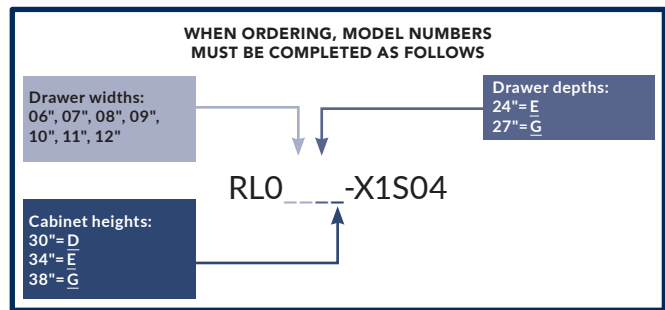 WHEN ORDERING, MODEL NUMBERS
MUST BE COMPLETED AS FOLLOWS
Drawer widths:
06", 07", 08", 09",
10", 11", 12"
Drawer depths:
24"= E
27"= G
RL0_ _ _ _-X1S04
Cabinet heights:
30"= D
34"= E
38"= G